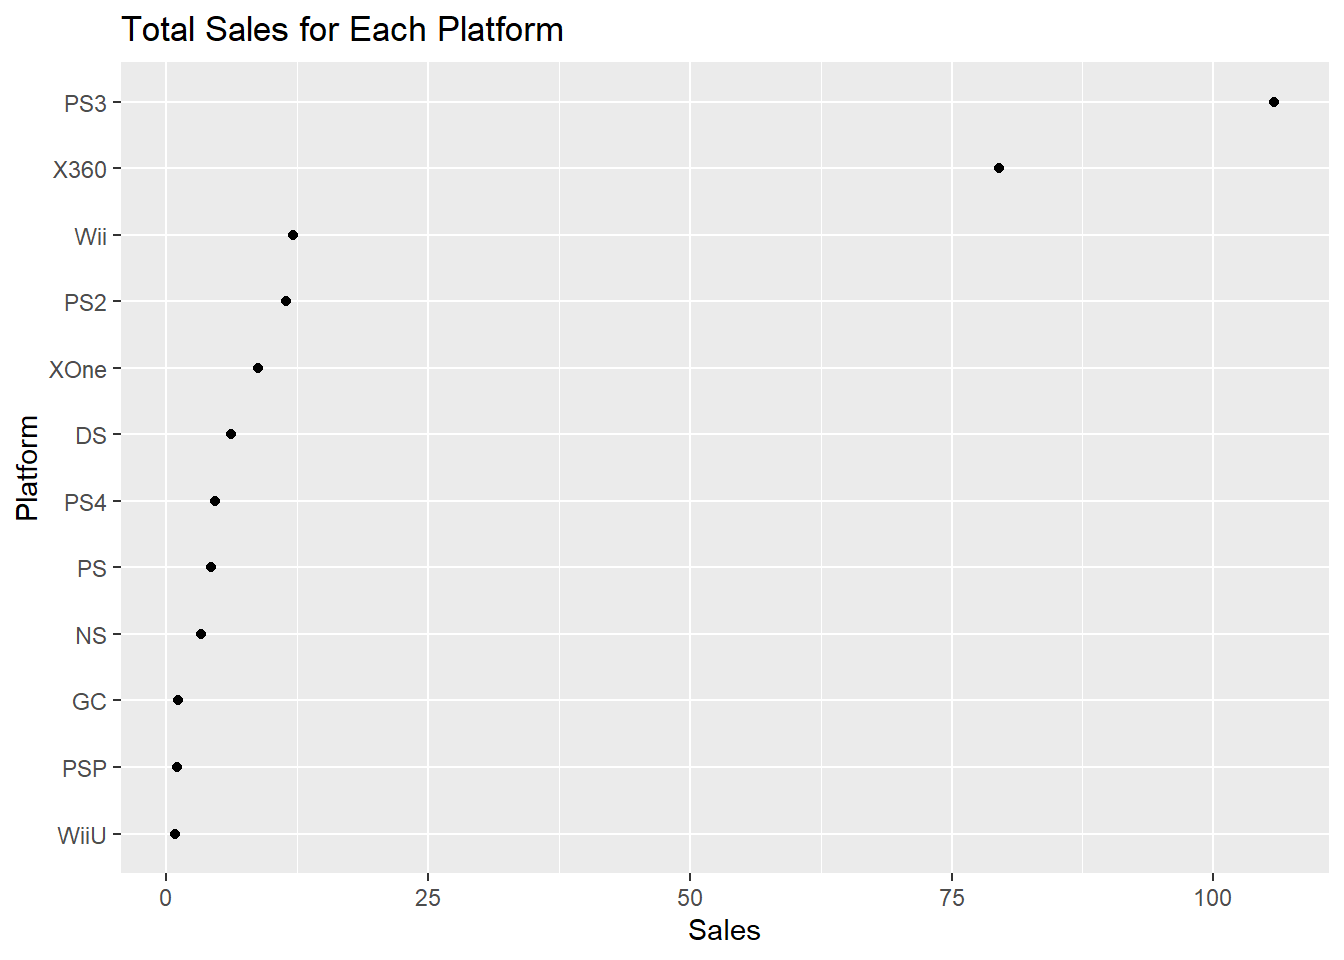 Total Sales for Each Platform
PS3
X360
Wii
PS2
XOne
DS
PS4
PS
NS
GC
PSP
WiiU
Platform
0 25 50 75 100
Sales